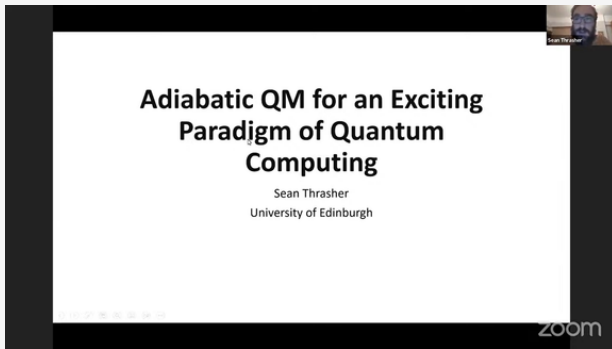 Sean Thrasher
Adiabatic QM for an Exciting
Paradigm of Quantum
Computing
Sean Thrasher
University of Edinburgh
zoom